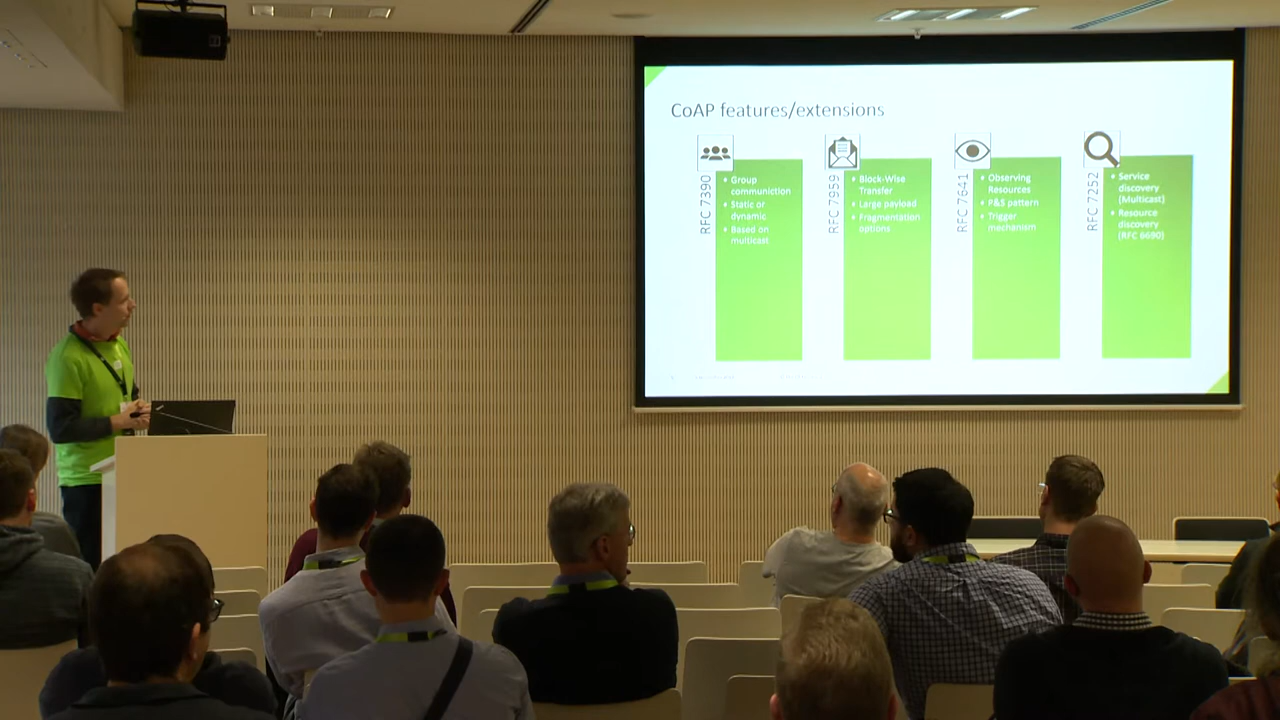 CoAP features/extensions
RFC 7390
• Group
communication
• Static or
dynamic
• Based on
multicast
RFC 7959
• Block-Wise
Transfer
• Large payload
• Fragmentation
options
RFC 7641
• Observing
Resources
• P&S pattern
• Trigger
mechanism
RFC 7252
• Service
discovery
(Multicast)
• Resource
discovery
(RFC 6690)